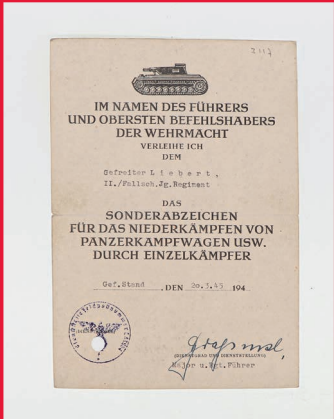 2117
IM NAMEN DES FÜHRERS
UND OBERSTEN BEFEHLSHABERS
DER WEHRMACHT
VERLEIHE ICH
DEM
Gefreiter Liebert,
II./Fallsch.Jg.Regiment
DAS
SONDERABZEICHEN
FÜR DAS NIEDERKÄMPFEN VON
PANZERKAMPFWAGEN USW.
DURCH EINZELKÄMPFER
Gef.Stand , DEN 20.3.45 194
(DIENSTGRAD UND DIENSTSTELLUNG)
Major u. Rgt.Führer